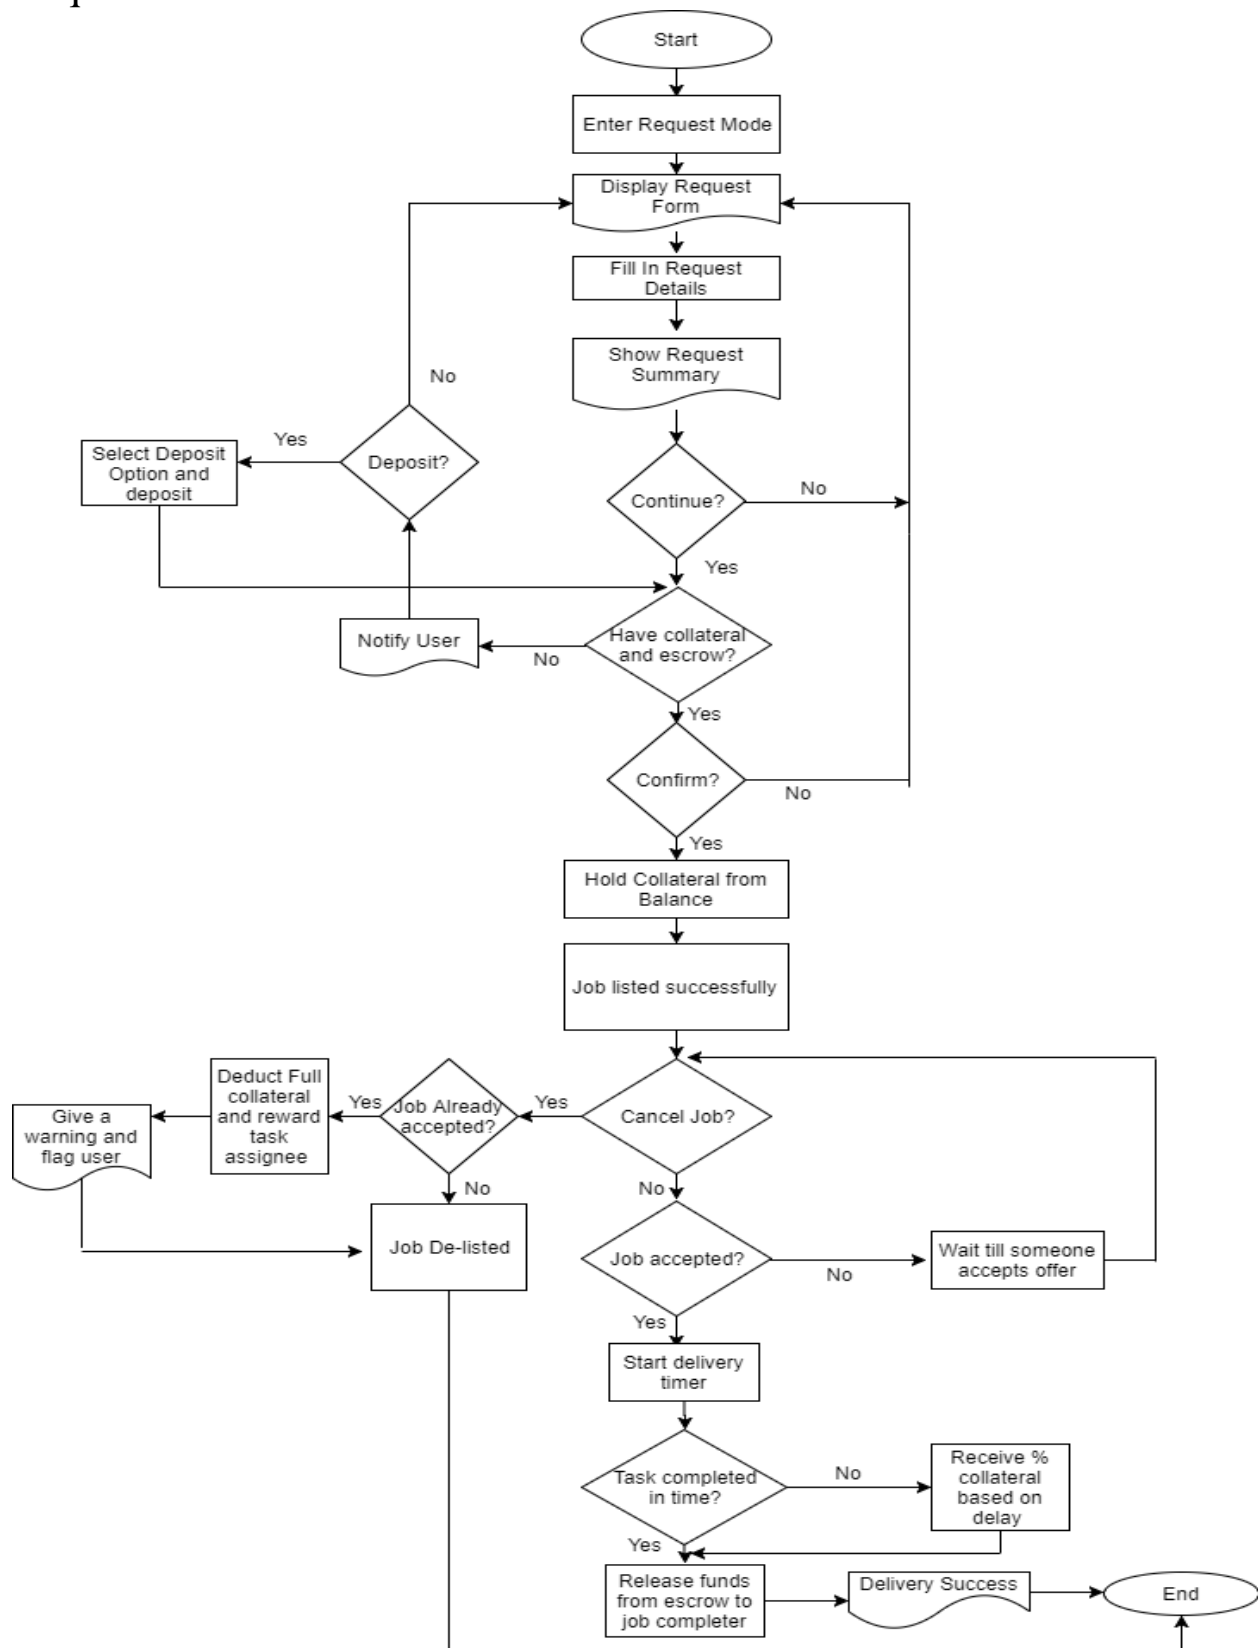 Start
Enter Request Mode
Display Request
Form
Fill In Request
Details
Show Request
Summary
No
Yes
Select Deposit
Option and
deposit
Deposit?
Continue?
No
Yes
Notify User
No
Have collateral
and escrow?
Yes
Confirm?
No
Yes
Hold Collateral from
Balance
Job listed successfully
Deduct Full
collateral
and reward
task
assignee
Give a
warning and
flag user
Yes
Job Already
accepted?
Yes
Cancel Job?
No
No
Job De-listed
Job accepted?
No
Wait till someone
accepts offer
Yes
Start delivery
timer
Task completed
in time?
No
Receive %
collateral
based on
delay
Yes
Release funds
from escrow to
job completer
Delivery Success
End